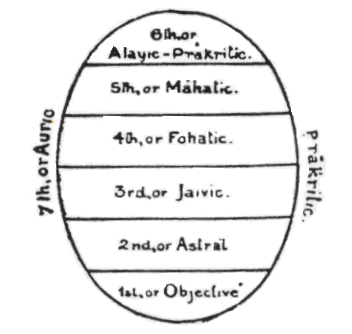 6th, or
Alayic-Prâkritic.
5th, or Mâhatic.
4th, or Fohatic.
3rd, or Jaivic.
2nd, or Astral
1st, or Objective
7th, or Auric
Prâkritic.